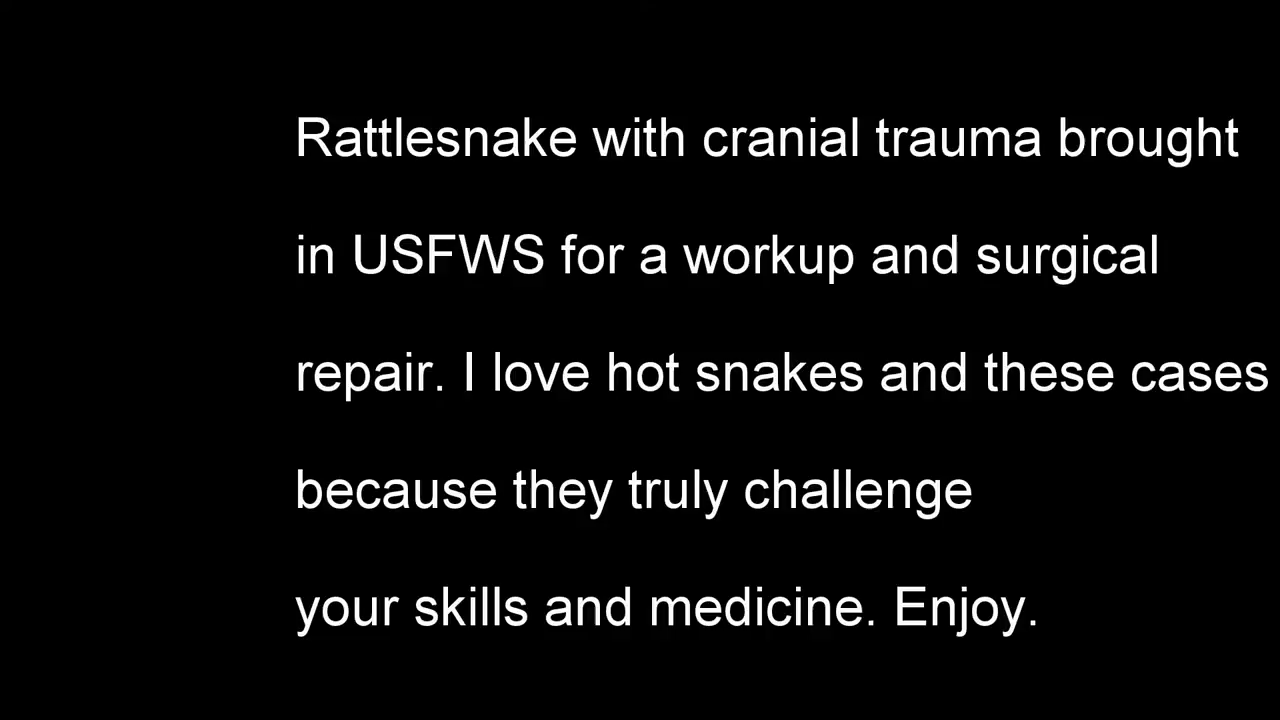 Rattlesnake with cranial trauma brought
in USFWS for a workup and surgical
repair. I love hot snakes and these cases
because they truly challenge
your skills and medicine. Enjoy.